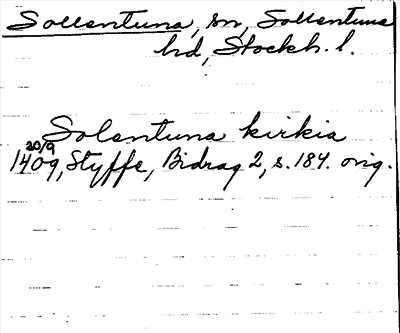 Sollentuna, sn, Sollentuna
hd, Stockh. l.
Solentuna kirkia
20/9
1409, Styffe, Bidrag 2, s. 184. orig.